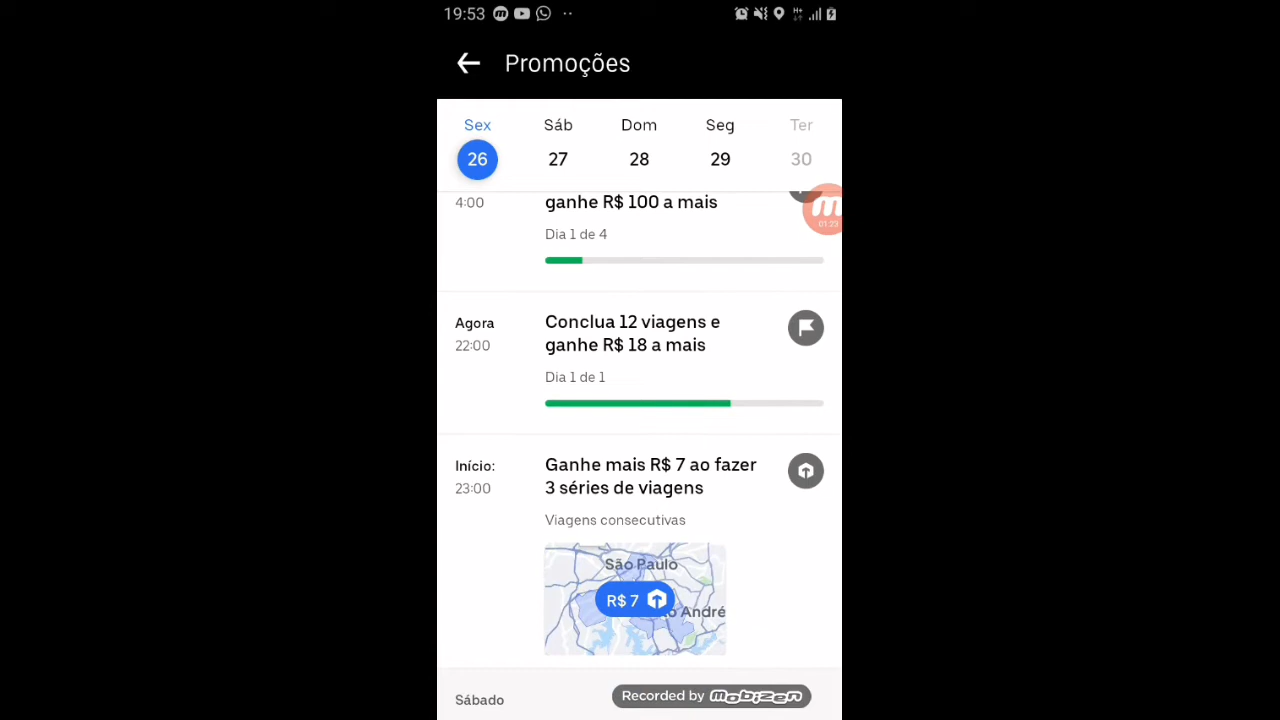 19:53
Promoções
Sex Sáb Dom Seg Ter
26 27 28 29 30
4:00
ganhe R$ 100 a mais
Dia 1 de 4
01:23
Agora
22:00
Conclua 12 viagens e
ganhe R$ 18 a mais
Dia 1 de 1
Início:
23:00
Ganhe mais R$ 7 ao fazer
3 séries de viagens
Viagens consecutivas
São Paulo
R$ 7
o André
Sábado
Recorded by mobizen